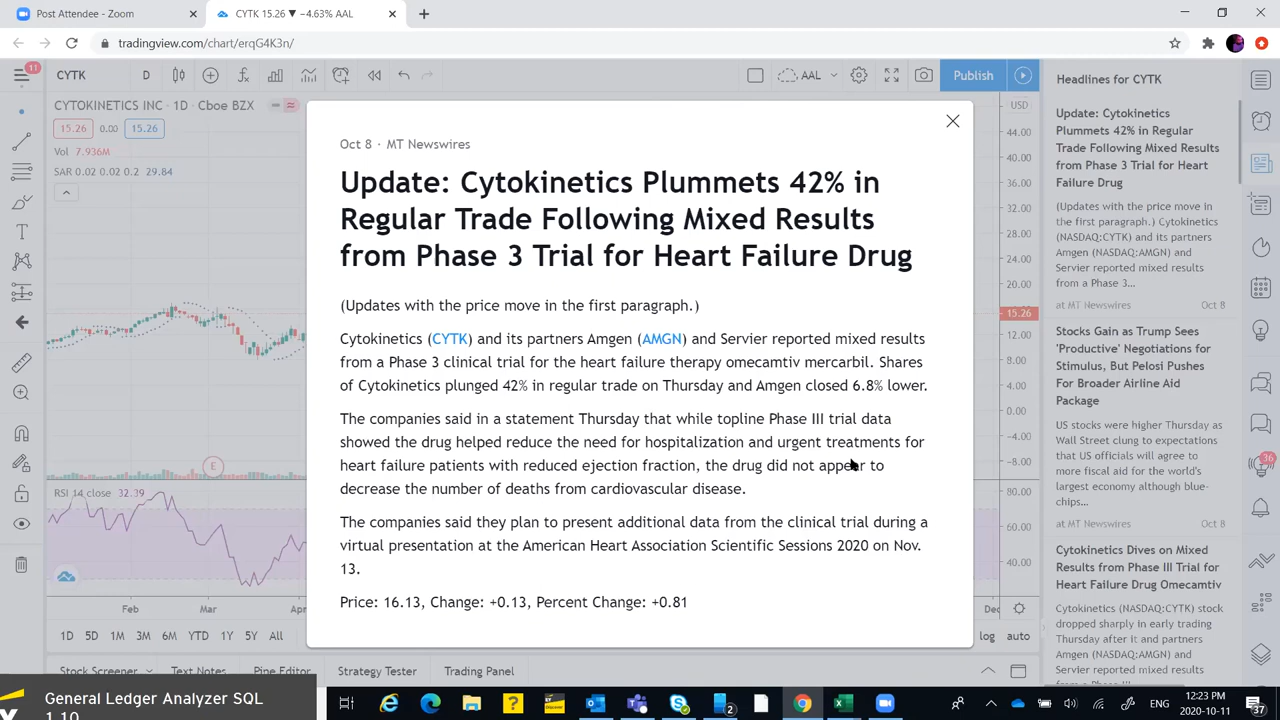 Post Attendee - Zoom
CYTK 15.26 ▼ −4.63% AAL
tradingview.com/chart/erqG4K3n/
11
CYTK
D
AAL
Publish
Headlines for CYTK
CYTOKINETICS INC · 1D · Cboe BZX
USD
15.26 0.00 15.26
Vol 7.936M
SAR 0.02 0.02 0.2 29.84
44.00
40.00
36.00
32.00
28.00
24.00
20.00
15.26
12.00
8.00
4.00
0.00
−4.00
−8.00
E
RSI 14 close 32.39
80.00
60.00
40.00
Feb Mar Ap
Dec
1D 5D 1M 3M 6M YTD 1Y 5Y All
log auto
Stock Screener Text Notes Pine Editor Strategy Tester Trading Panel
Oct 8 · MT Newswires
Update: Cytokinetics Plummets 42% in
Regular Trade Following Mixed Results
from Phase 3 Trial for Heart Failure Drug
(Updates with the price move in the first paragraph.)
Cytokinetics (CYTK) and its partners Amgen (AMGN) and Servier reported mixed results
from a Phase 3 clinical trial for the heart failure therapy omecamtiv mercarbil. Shares
of Cytokinetics plunged 42% in regular trade on Thursday and Amgen closed 6.8% lower.
The companies said in a statement Thursday that while topline Phase III trial data
showed the drug helped reduce the need for hospitalization and urgent treatments for
heart failure patients with reduced ejection fraction, the drug did not appear to
decrease the number of deaths from cardiovascular disease.
The companies said they plan to present additional data from the clinical trial during a
virtual presentation at the American Heart Association Scientific Sessions 2020 on Nov.
13.
Price: 16.13, Change: +0.13, Percent Change: +0.81
Update: Cytokinetics
Plummets 42% in Regular
Trade Following Mixed Results
from Phase 3 Trial for Heart
Failure Drug
(Updates with the price move in
the first paragraph.) Cytokinetics
(NASDAQ:CYTK) and its partners
Amgen (NASDAQ:AMGN) and
Servier reported mixed results
from a Phase 3...
at MT Newswires Oct 8
Stocks Gain as Trump Sees
'Productive' Negotiations for
Stimulus, But Pelosi Pushes
For Broader Airline Aid
Package
US stocks were higher Thursday as
Wall Street clung to expectations
that US officials will agree to
more fiscal aid for the world's
largest economy although blue-
chips...
at MT Newswires Oct 8
Cytokinetics Dives on Mixed
Results from Phase III Trial for
Heart Failure Drug Omecamtiv
Cytokinetics (NASDAQ:CYTK) stock
dropped sharply in early trading
Thursday after it and partners
Amgen (NASDAQ:AMGN) and
Servier reported mixed results
36
General Ledger Analyzer SQL
1.10
2
ENG
12:23 PM
2020-10-11
37